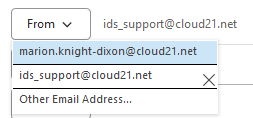 From ids_support@cloud21.net
marion.knight-dixon@cloud21.net
ids_support@cloud21.net
Other Email Address...